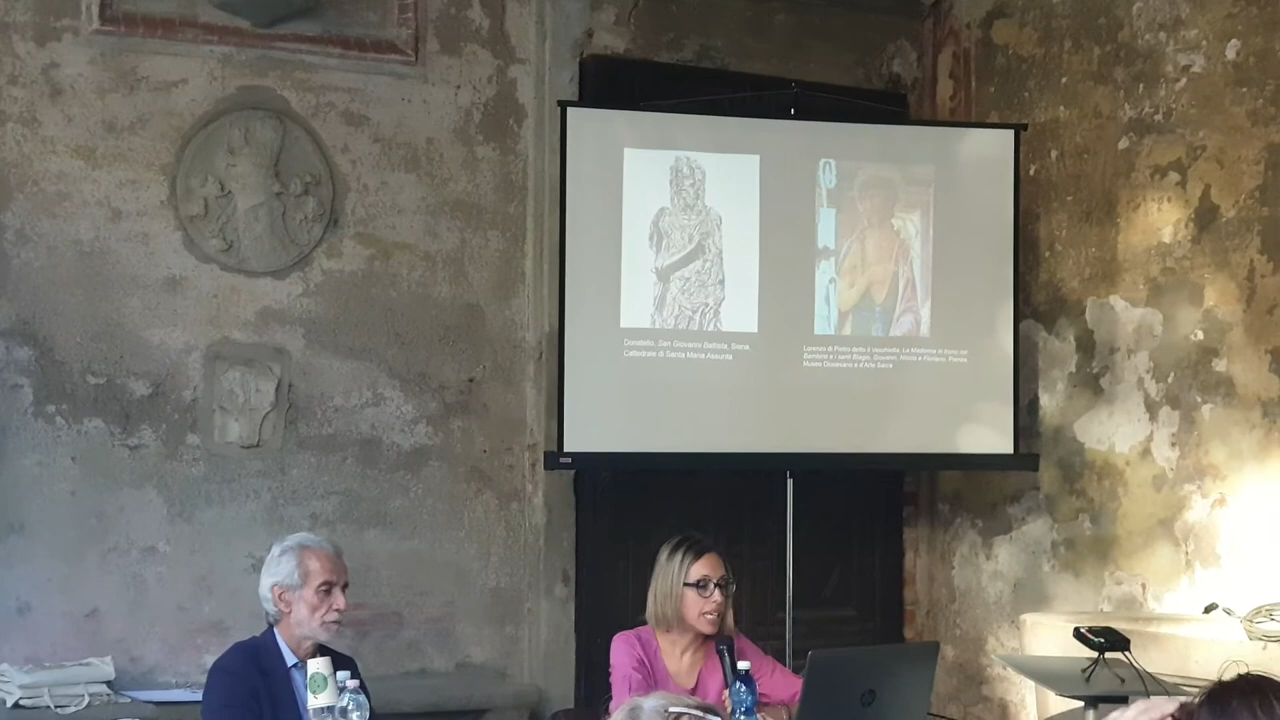 Donatello, San Giovanni Battista, Siena,
Cattedrale di Santa Maria Assunta
Lorenzo di Pietro detto il Vecchietta, La Madonna in trono col
Bambino e i santi Biagio, Giovanni, Nicola e Floriano, Pienza,
Museo Diocesano e d'Arte Sacra
hp